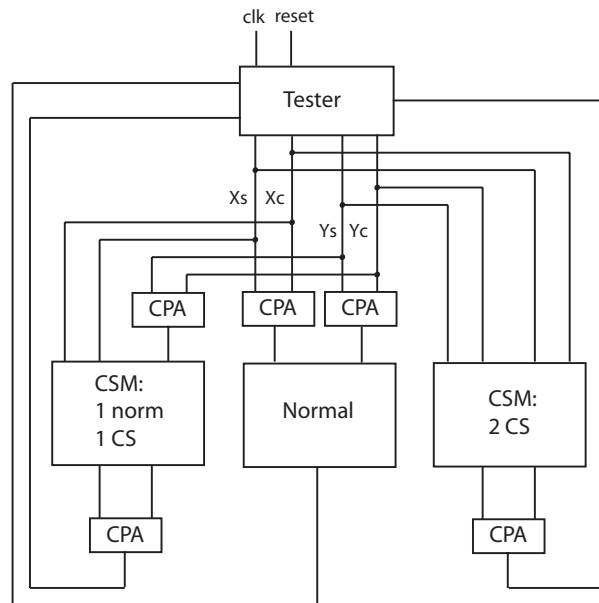 clk reset
Tester
Xs Xc
Ys Yc
CPA
CPA
CPA
CSM:
1 norm
1 CS
Normal
CSM:
2 CS
CPA
CPA